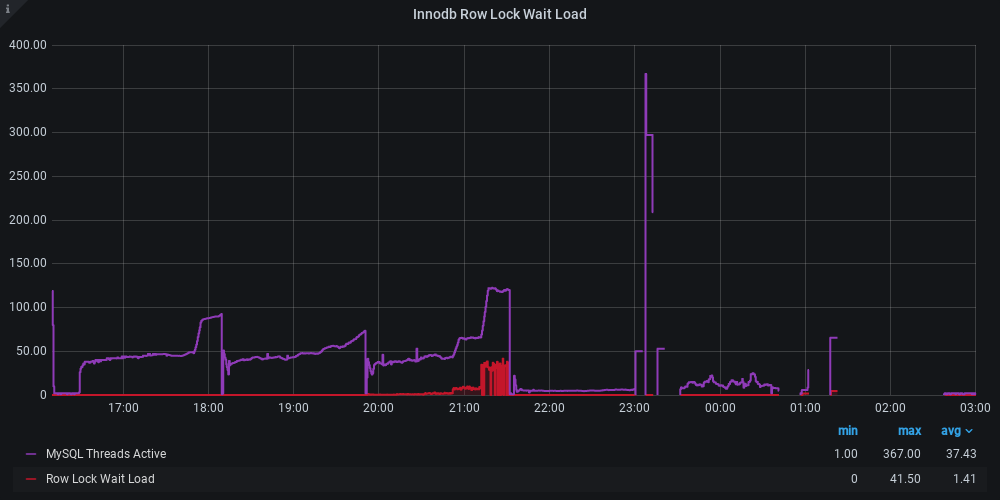 i
Innodb Row Lock Wait Load
400.00
350.00
300.00
250.00
200.00
150.00
100.00
50.00
0
17:00 18:00 19:00 20:00 21:00 22:00 23:00 00:00 01:00 02:00 03:00
min max avg
MySQL Threads Active 1.00 367.00 37.43
Row Lock Wait Load 0 41.50 1.41